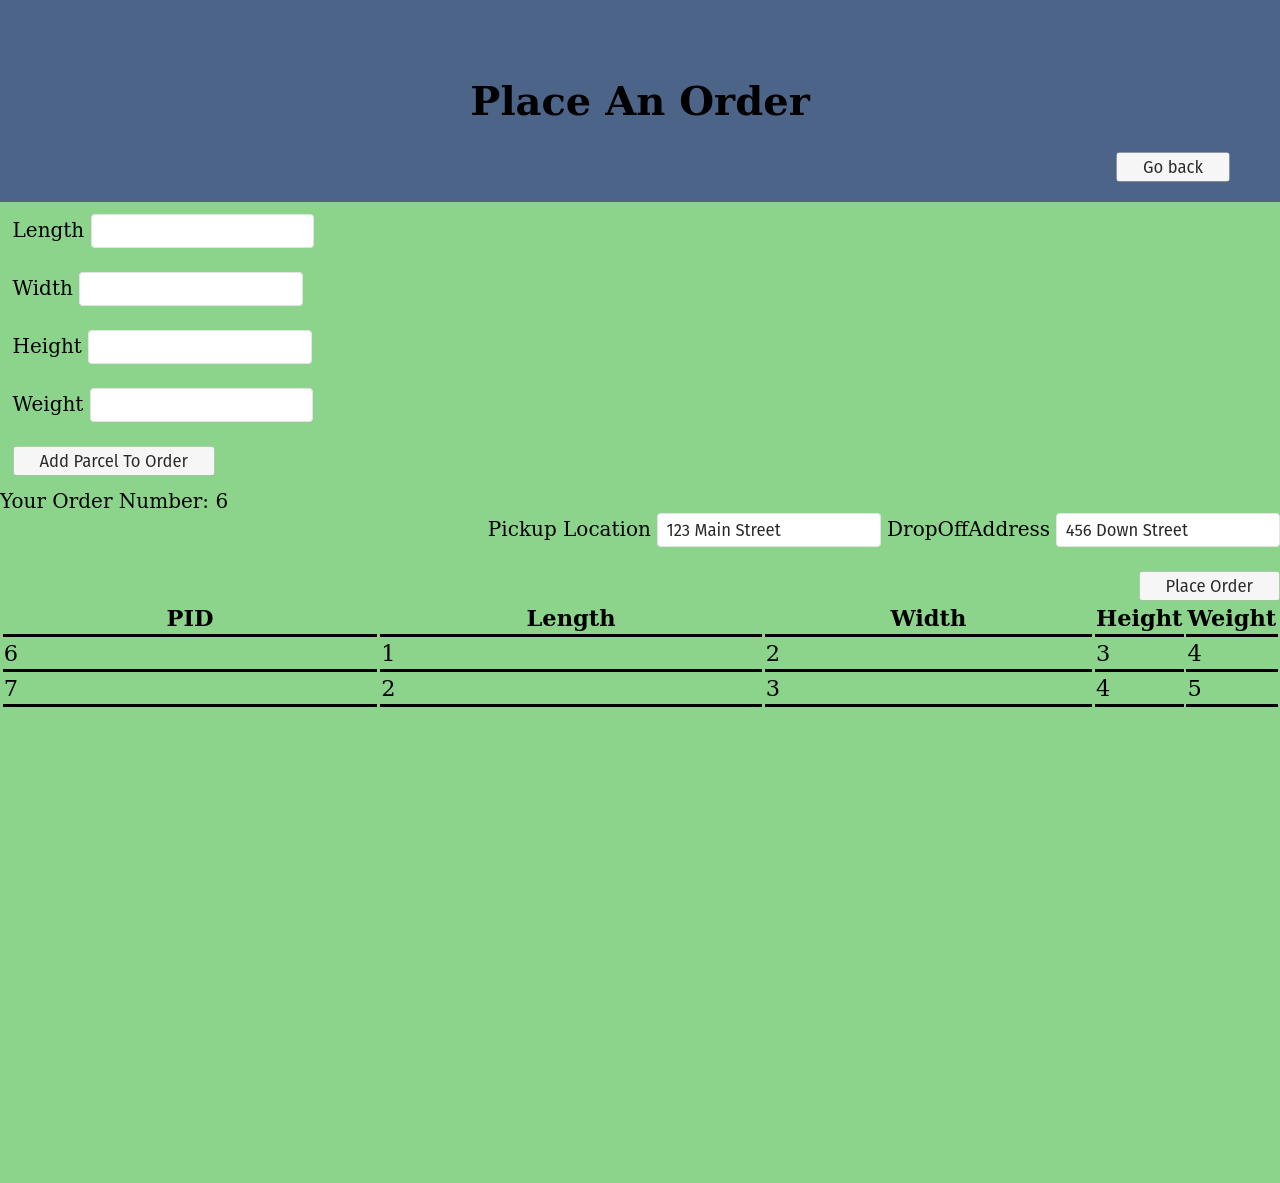 Place An Order
Go back
Length
Width
Height
Weight
Add Parcel To Order
Your Order Number: 6
Pickup Location 123 Main Street DropOffAddress 456 Down Street
Place Order
PID Length Width Height Weight
6 1 2 3 4
7 2 3 4 5